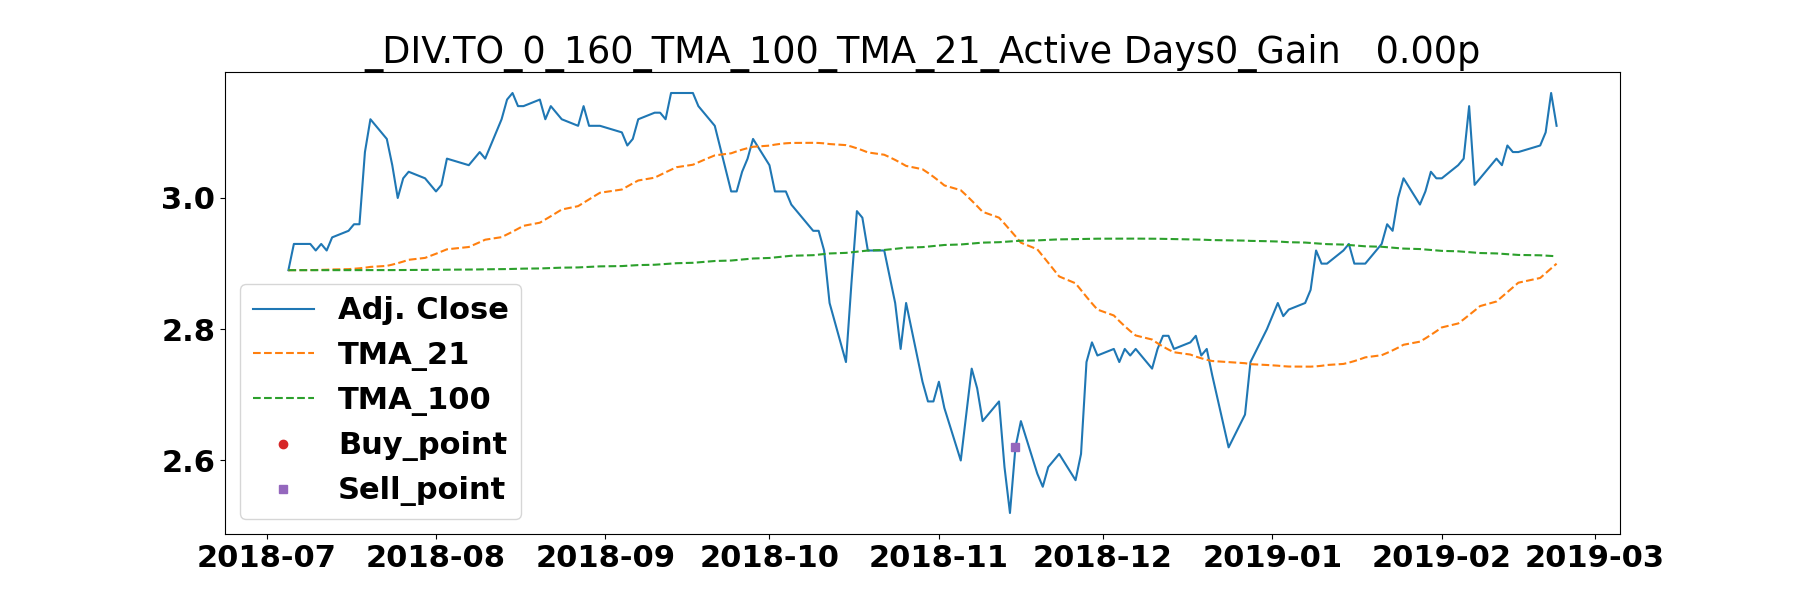 _DIV.TO_0_160_TMA_100_TMA_21_Active Days0_Gain   0.00p
3.0
2.8
2.6
Adj. Close
TMA_21
TMA_100
Buy_point
Sell_point
2018-07 2018-08 2018-09 2018-10 2018-11 2018-12 2019-01 2019-02 2019-03